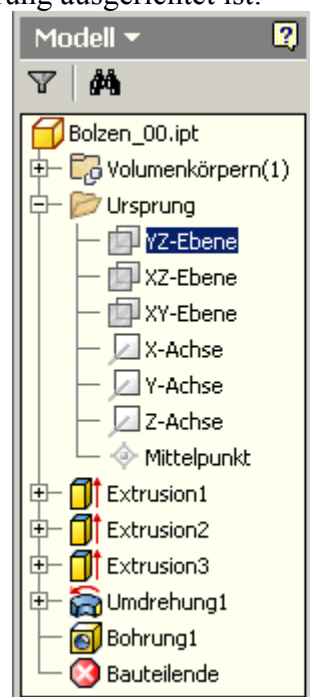 rung ausgerichtet ist.
Modell
Bolzen_00.ipt
Volumenkörpern(1)
Ursprung
YZ-Ebene
XZ-Ebene
XY-Ebene
X-Achse
Y-Achse
Z-Achse
Mittelpunkt
Extrusion1
Extrusion2
Extrusion3
Umdrehung1
Bohrung1
Bauteilende